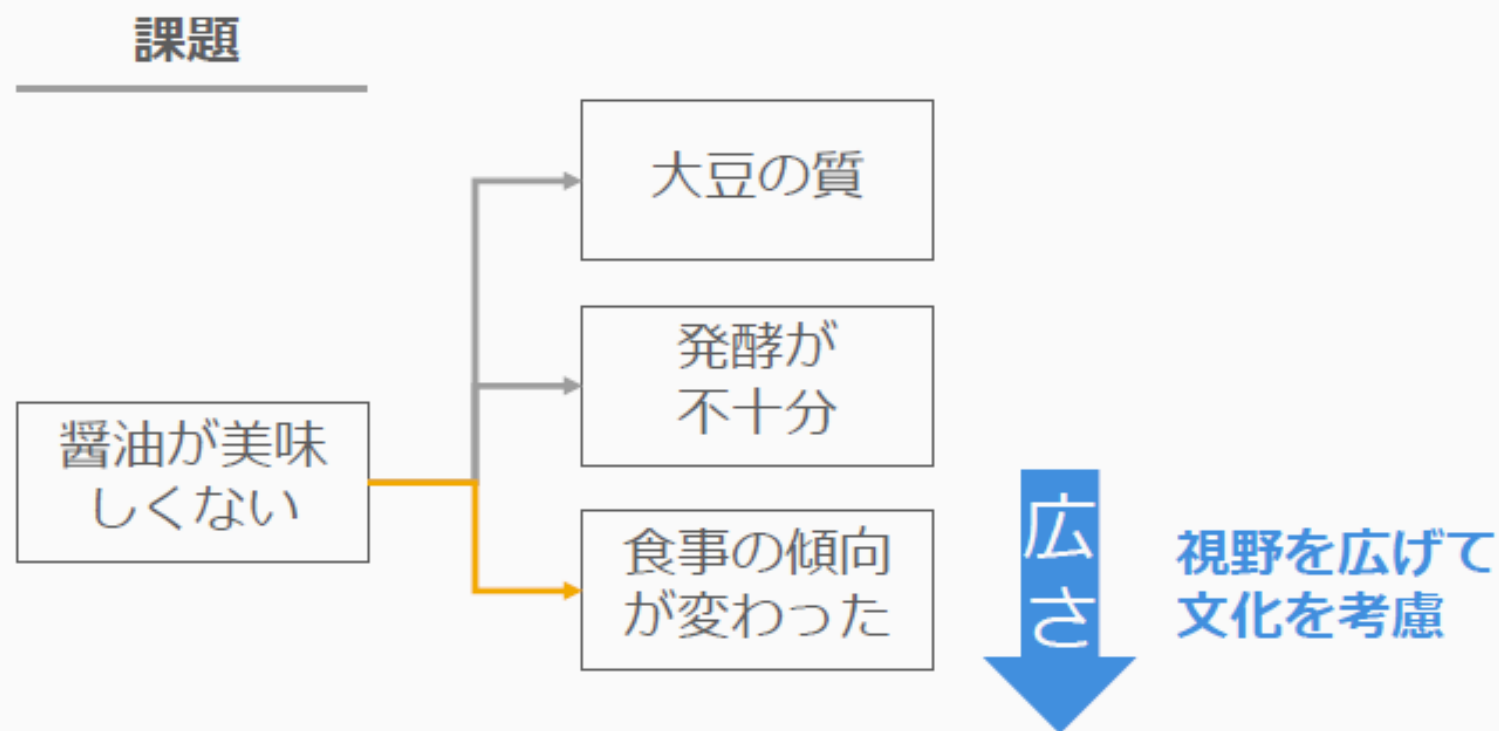 課題
大豆の質
発酵が
不十分
醤油が美味
しくない
食事の傾向
が変わった
広さ
視野を広げて
文化を考慮